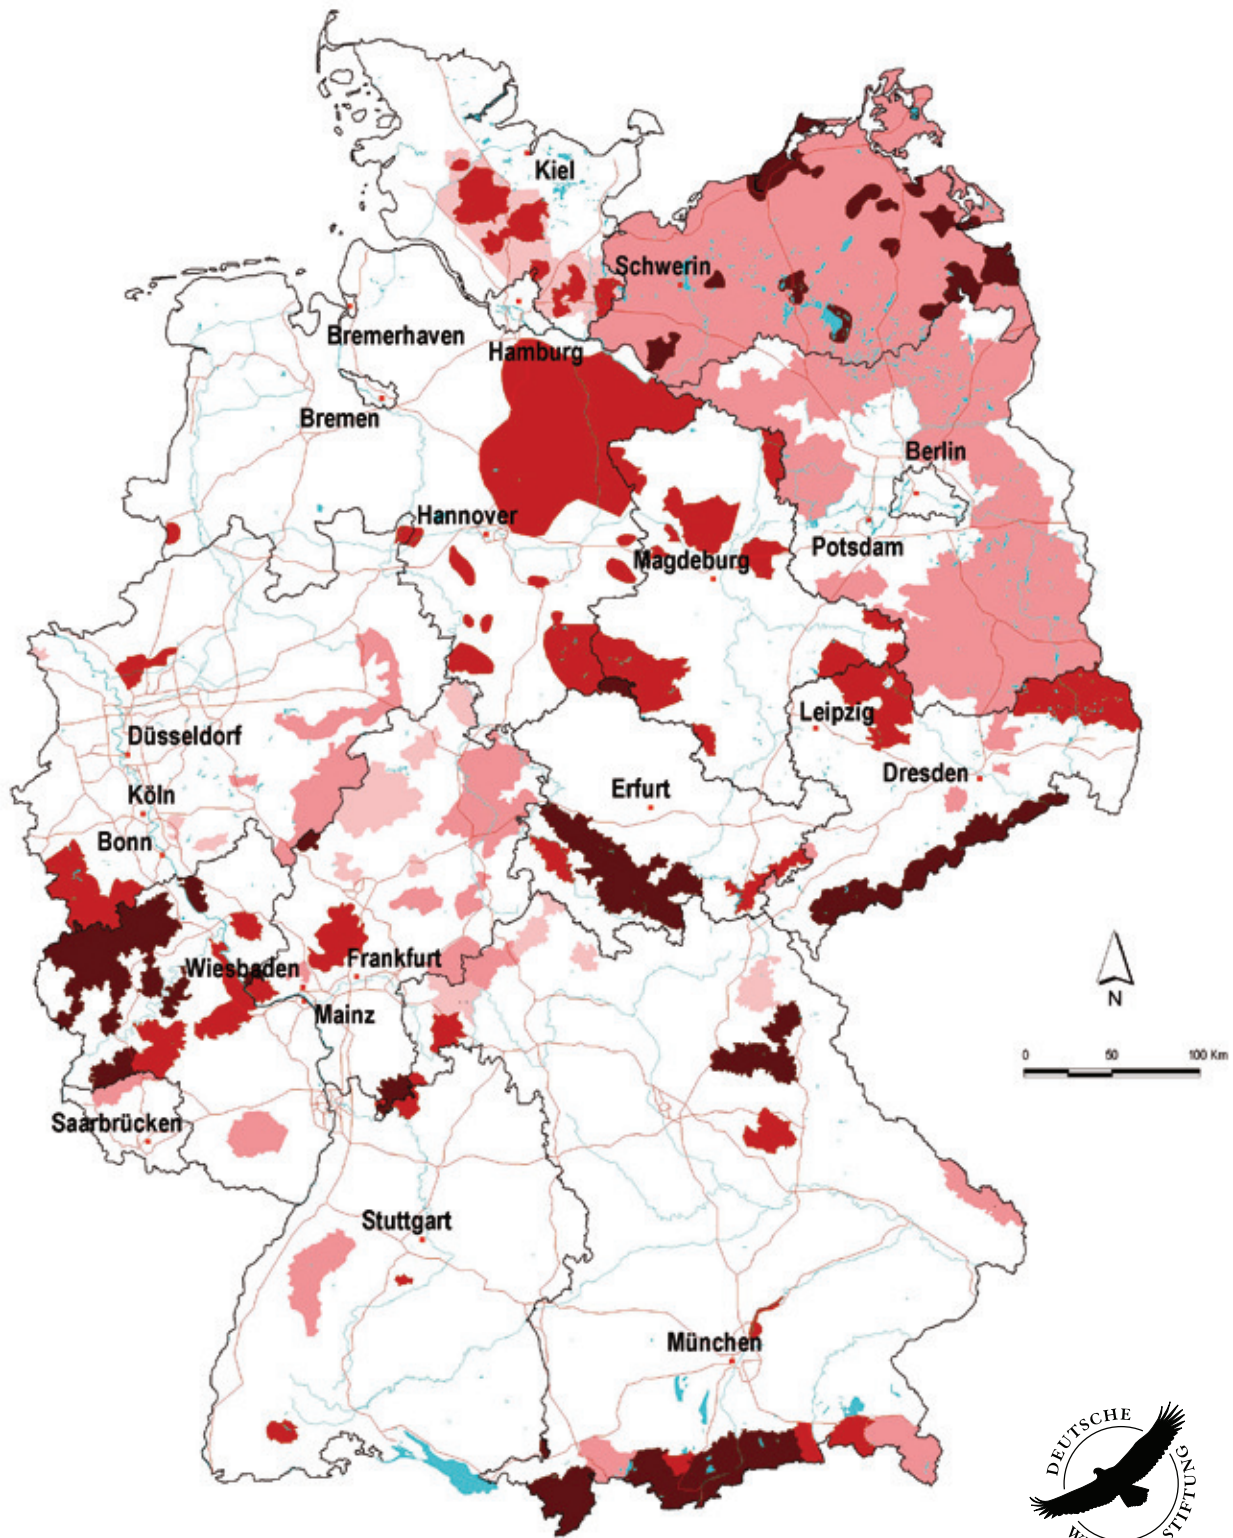 Kiel
Schwerin
Bremerhaven
Hamburg
Bremen
Berlin
Hannover
Potsdam
Magdeburg
Leipzig
Düsseldorf
Dresden
Köln
Erfurt
Bonn
Wiesbaden
Frankfurt
Mainz
N
0 50 100 Km
Saarbrücken
Stuttgart
München
DEUTSCHE
STIFTUNG